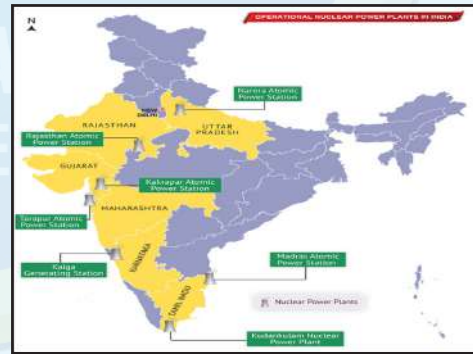 N
OPERATIONAL NUCLEAR POWER PLANTS IN INDIA
Narora Atomic
Power Station
NEW
DELHI
RAJASTHAN
UTTAR
PRADESH
Rajasthan Atomic
Power Station
GUJARAT
Kakrapar Atomic
Power Station
MAHARASHTRA
Tarapur Atomic
Power Station
Kaiga
Generating Station
KARNATAKA
Madras Atomic
Power Station
TAMIL NADU
Nuclear Power Plants
Kudankulam Nuclear
Power Plant